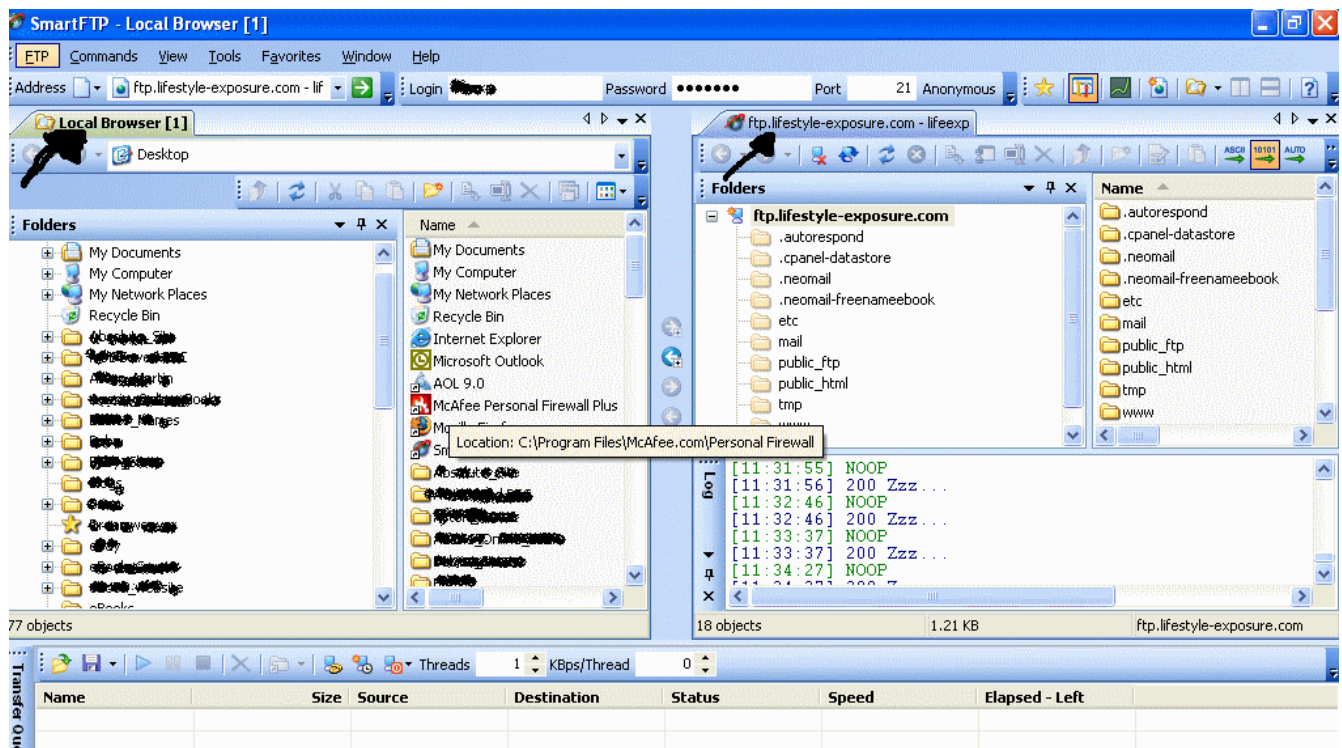 SmartFTP - Local Browser [1]
FTP Commands View Tools Favorites Window Help
Address ftp.lifestyle-exposure.com - lif Login Password ●●●●●●● Port 21 Anonymous
Local Browser [1]
Desktop
Folders
My Documents
My Computer
My Network Places
Recycle Bin
eBooks
Name
My Documents
My Computer
My Network Places
Recycle Bin
Internet Explorer
Microsoft Outlook
AOL 9.0
McAfee Personal Firewall Plus
Location: C:\Program Files\McAfee.com\Personal Firewall
77 objects
ftp.lifestyle-exposure.com - lifeexp
ASCII 10101 AUTO
Folders
ftp.lifestyle-exposure.com
.autorespond
.cpanel-datastore
.neomail
.neomail-freenameebook
etc
mail
public_ftp
public_html
tmp
Name
.autorespond
.cpanel-datastore
.neomail
.neomail-freenameebook
etc
mail
public_ftp
public_html
tmp
www
Log
[11:31:55] NOOP
[11:31:56] 200 Zzz...
[11:32:46] NOOP
[11:32:46] 200 Zzz...
[11:33:37] NOOP
[11:33:37] 200 Zzz...
[11:34:27] NOOP
18 objects 1.21 KB ftp.lifestyle-exposure.com
Transfer
Threads 1 KBps/Thread 0
Name Size Source Destination Status Speed Elapsed - Left